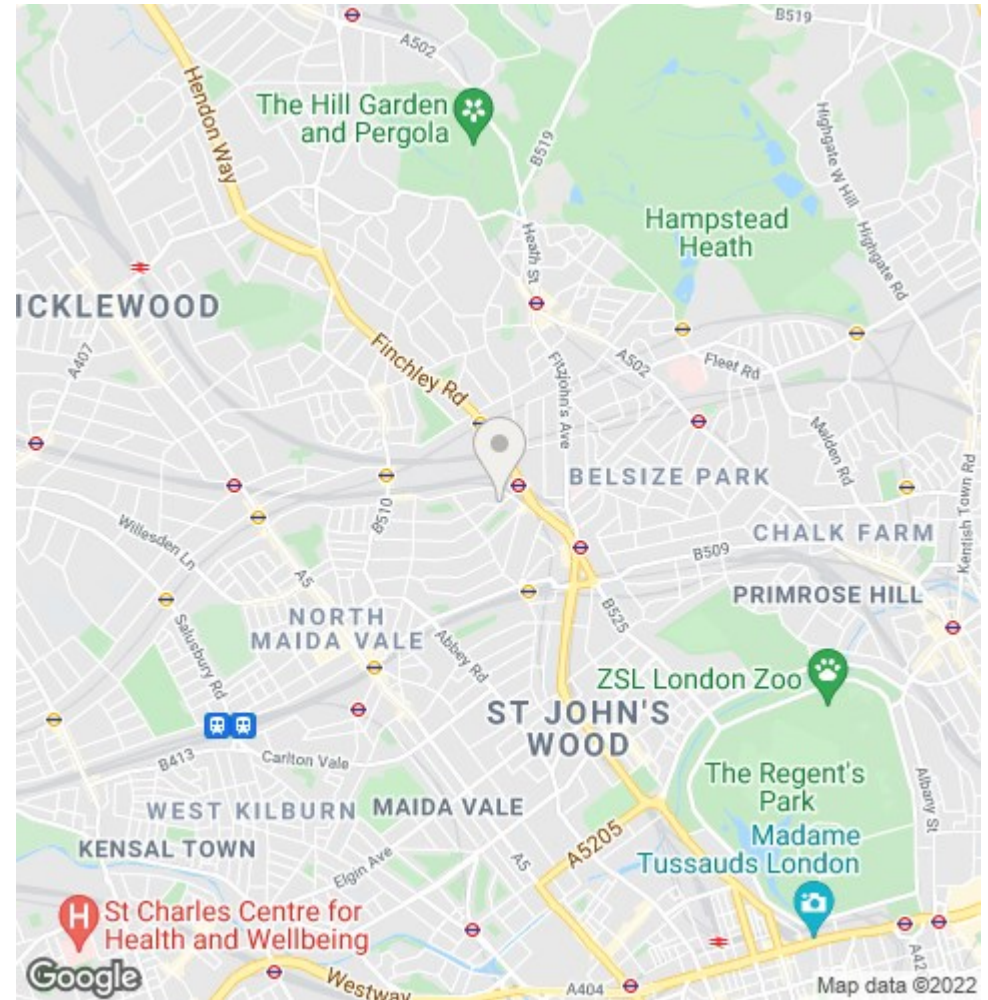 B519
A502
Hendon Way
The Hill Garden
and Pergola
B519
Highgate W Hill
Hampstead
Heath
Heath St
Highgate Rd
ICKLEWOOD
A407
Finchley Rd
Fitzjohn's Ave
A502
Fleet Rd
Malden Rd
BELSIZE PARK
Kentish Town Rd
B510
Willesden Ln
CHALK FARM
B509
A5
PRIMROSE HILL
B525
NORTH
MAIDA VALE
Salusbury Rd
Abbey Rd
ZSL London Zoo
ST JOHN'S
WOOD
B413
Carlton Vale
The Regent's
Park
Albany St
WEST KILBURN
MAIDA VALE
Madame
Tussauds London
A5205
KENSAL TOWN
Elgin Ave
A5
H
St Charles Centre for
Health and Wellbeing
A42
Google
Westway
A404
Map data ©2022